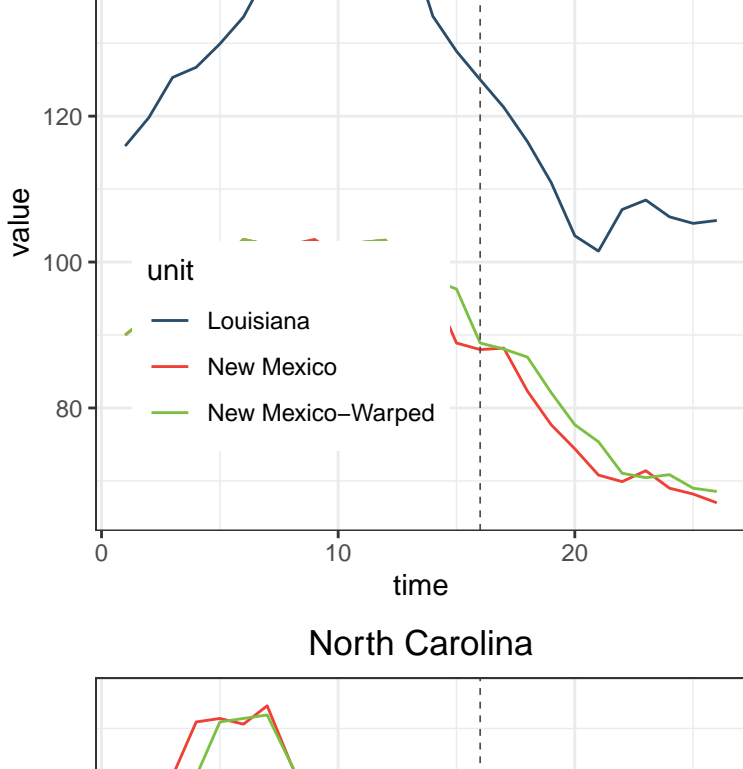 120
100
80
value
unit
Louisiana
New Mexico
New Mexico–Warped
0 10 20
time
North Carolina